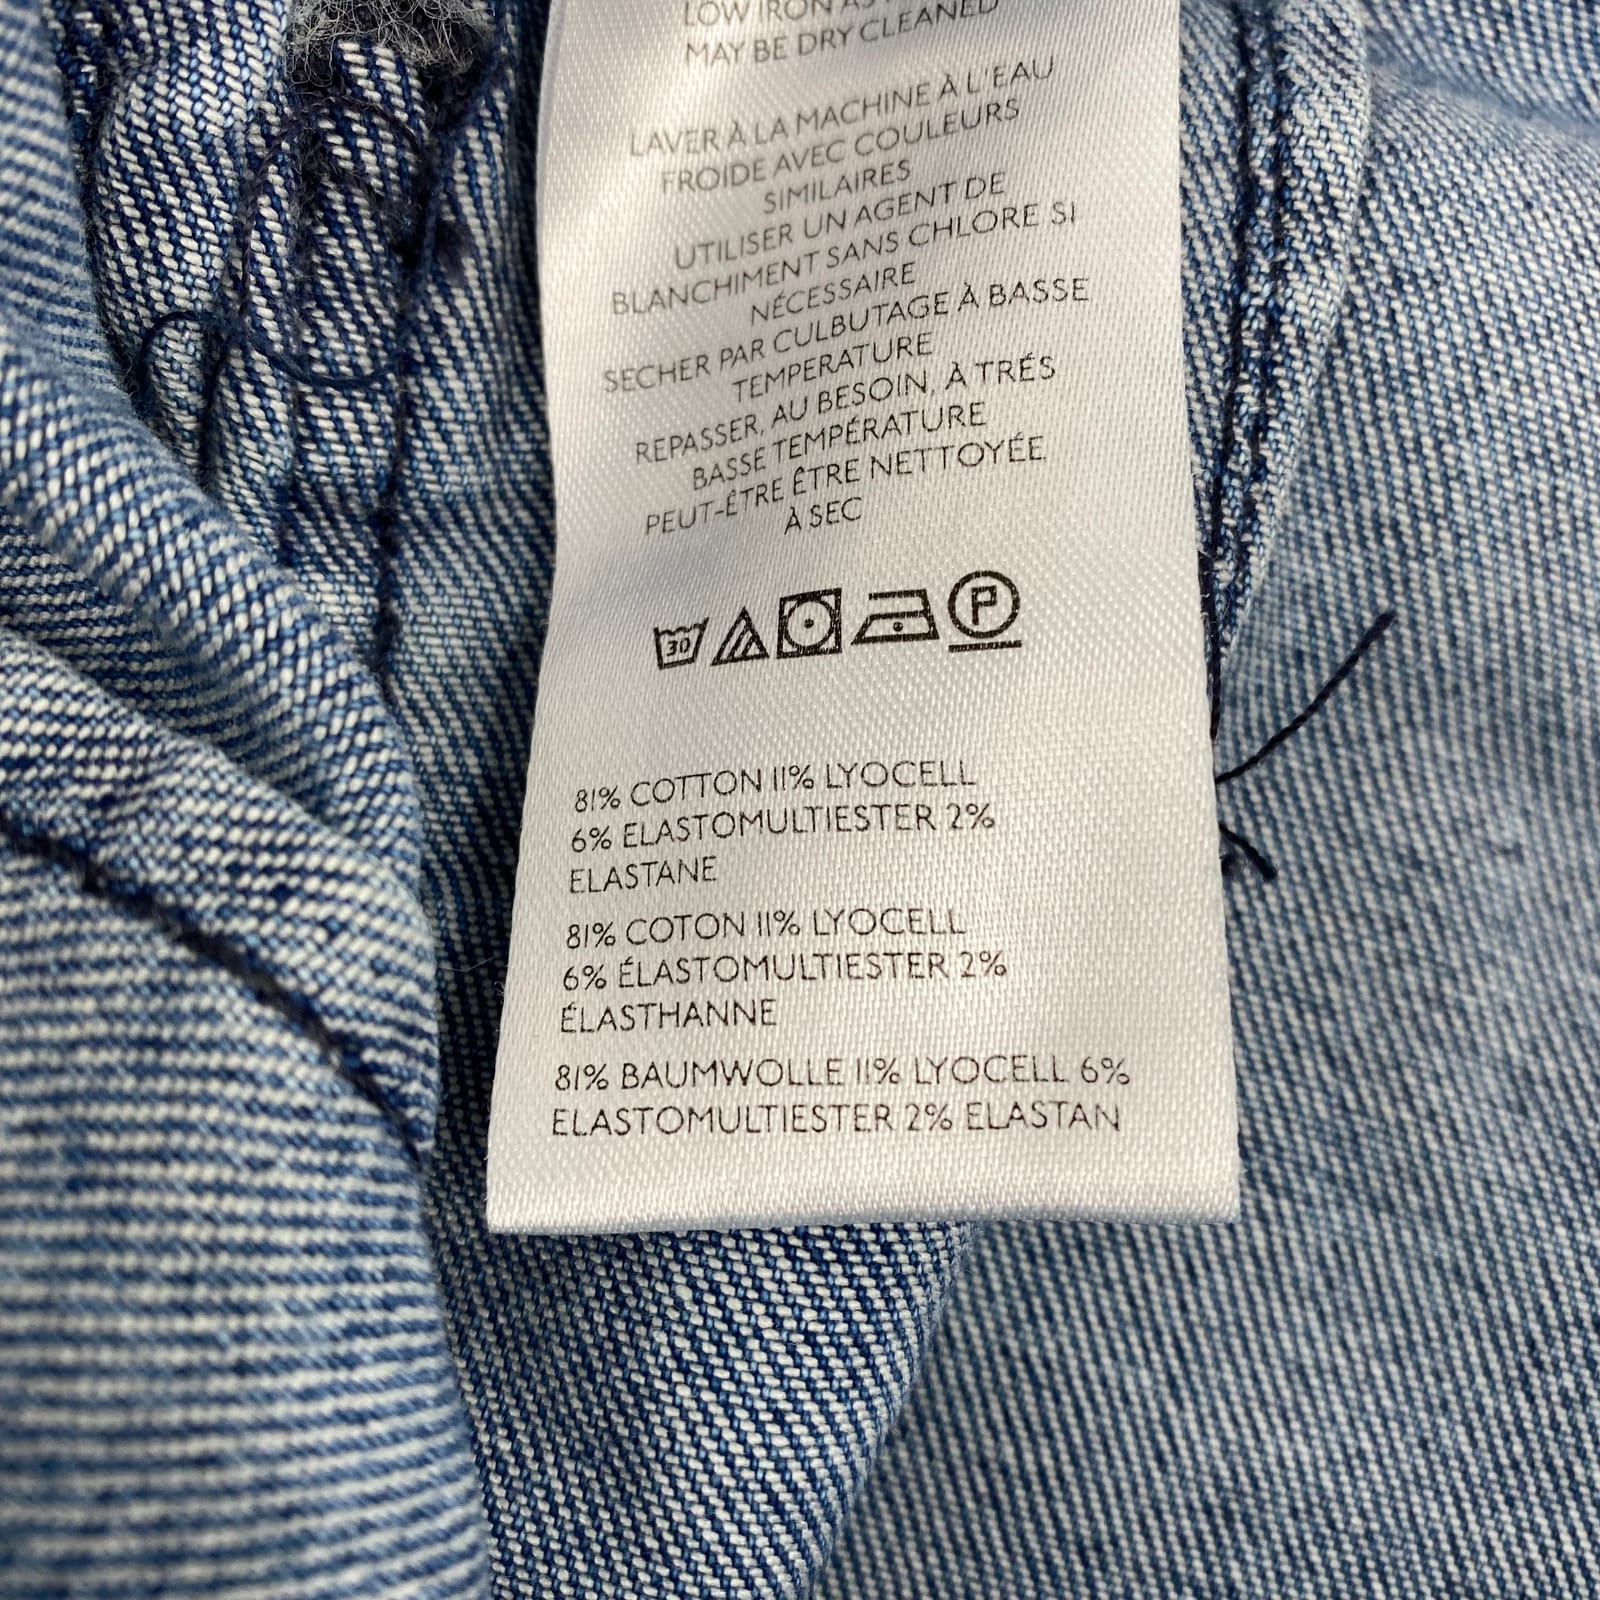 LOW IRON AS
MAY BE DRY CLEANED
LAVER À LA MACHINE À L'EAU
FROIDE AVEC COULEURS
SIMILAIRES
UTILISER UN AGENT DE
BLANCHIMENT SANS CHLORE SI
NÉCESSAIRE
SECHER PAR CULBUTAGE À BASSE
TEMPERATURE
REPASSER, AU BESOIN, À TRÉS
BASSE TEMPÉRATURE
PEUT-ÊTRE ÊTRE NETTOYÉE
À SEC
30 P
81% COTTON 11% LYOCELL
6% ELASTOMULTIESTER 2%
ELASTANE
81% COTON 11% LYOCELL
6% ÉLASTOMULTIESTER 2%
ÉLASTHANNE
81% BAUMWOLLE 11% LYOCELL 6%
ELASTOMULTIESTER 2% ELASTAN